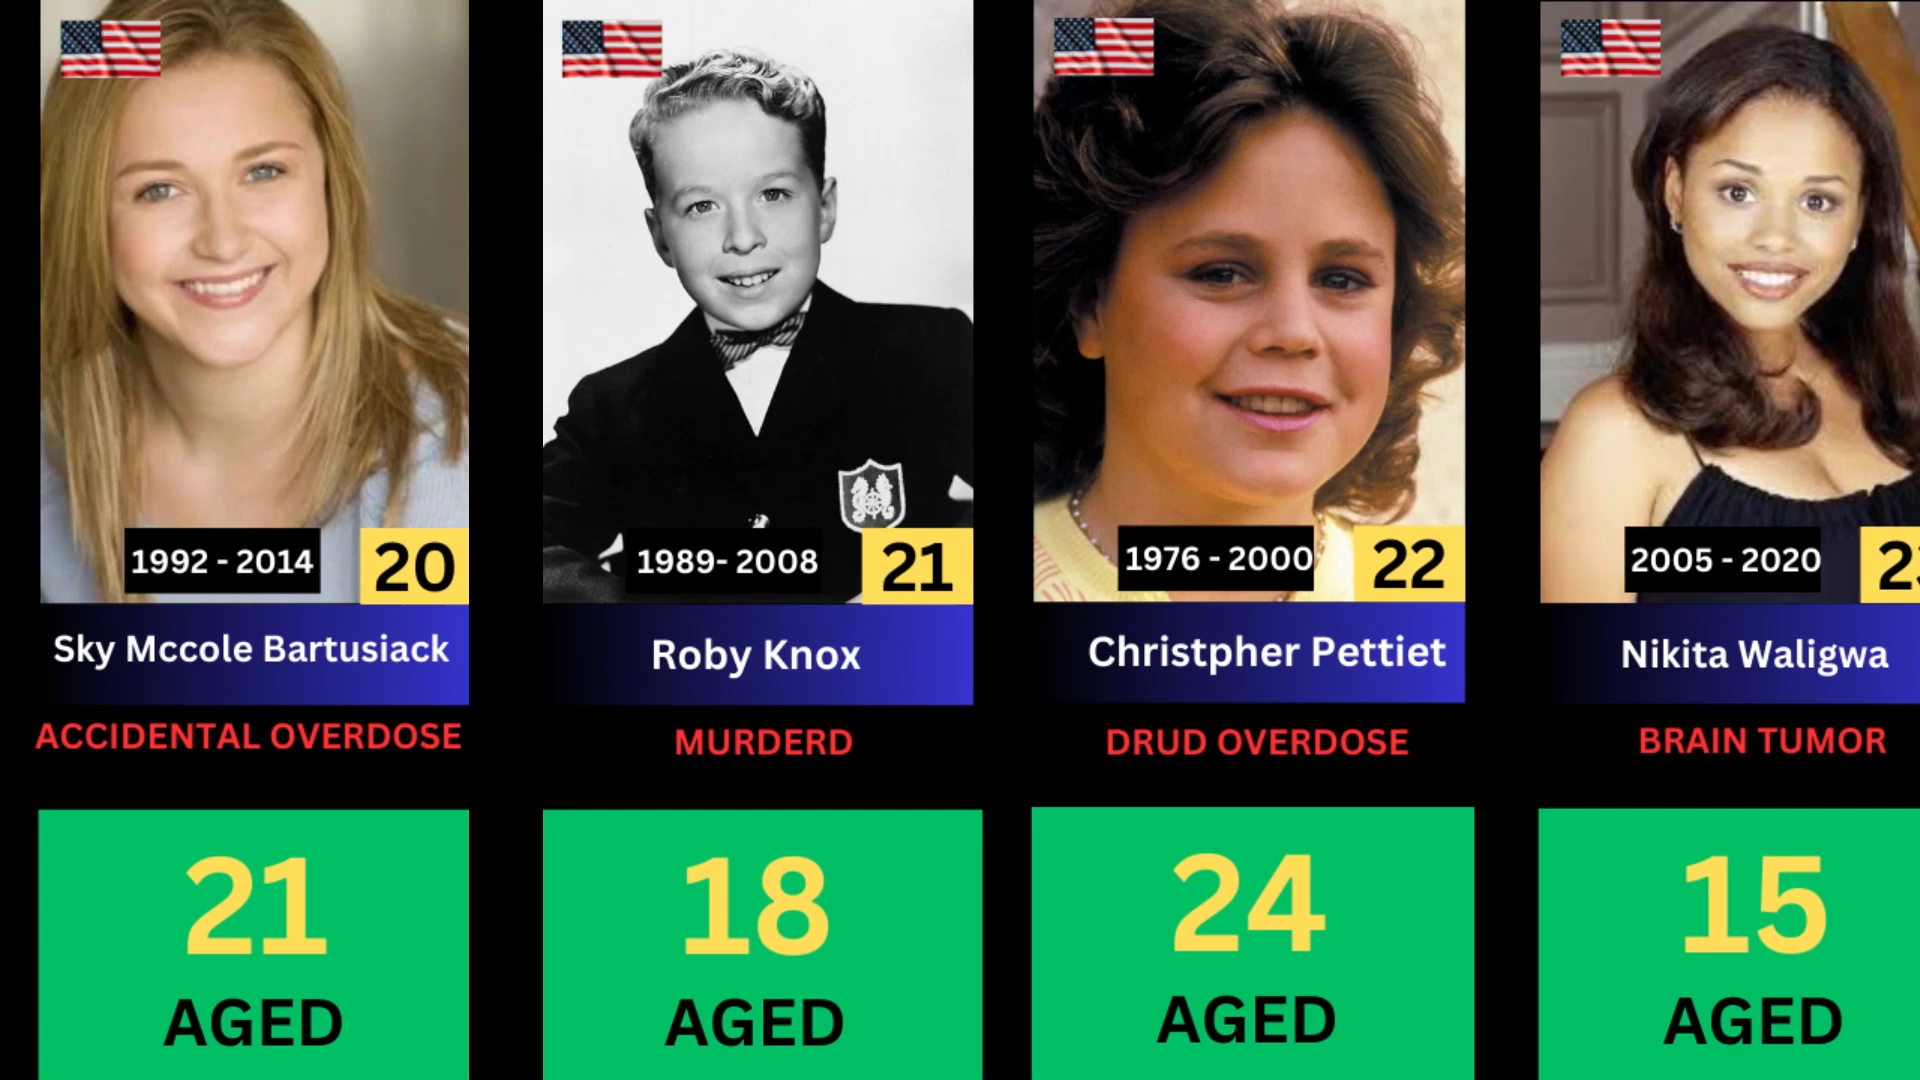 1992 - 2014
20
Sky Mccole Bartusiack
ACCIDENTAL OVERDOSE
21
AGED
1989- 2008
21
Roby Knox
MURDERD
18
AGED
1976 - 2000
22
Christpher Pettiet
DRUD OVERDOSE
24
AGED
2005 - 2020
Nikita Waligwa
BRAIN TUMOR
15
AGED